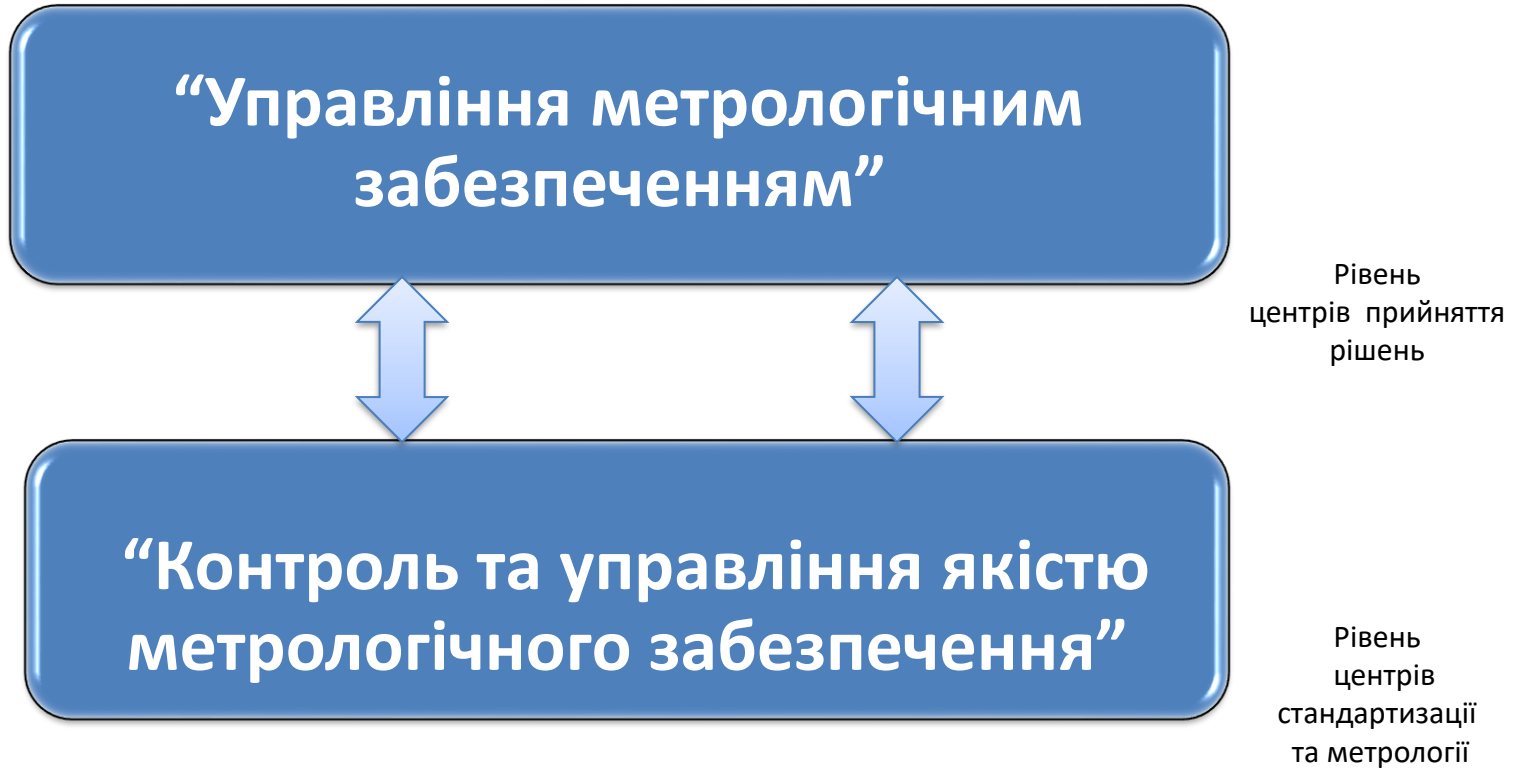 “Управління метрологічним
забезпеченням”
Рівень
центрів прийняття
рішень
“Контроль та управління якістю
метрологічного забезпечення”
Рівень
центрів
стандартизації
та метрології